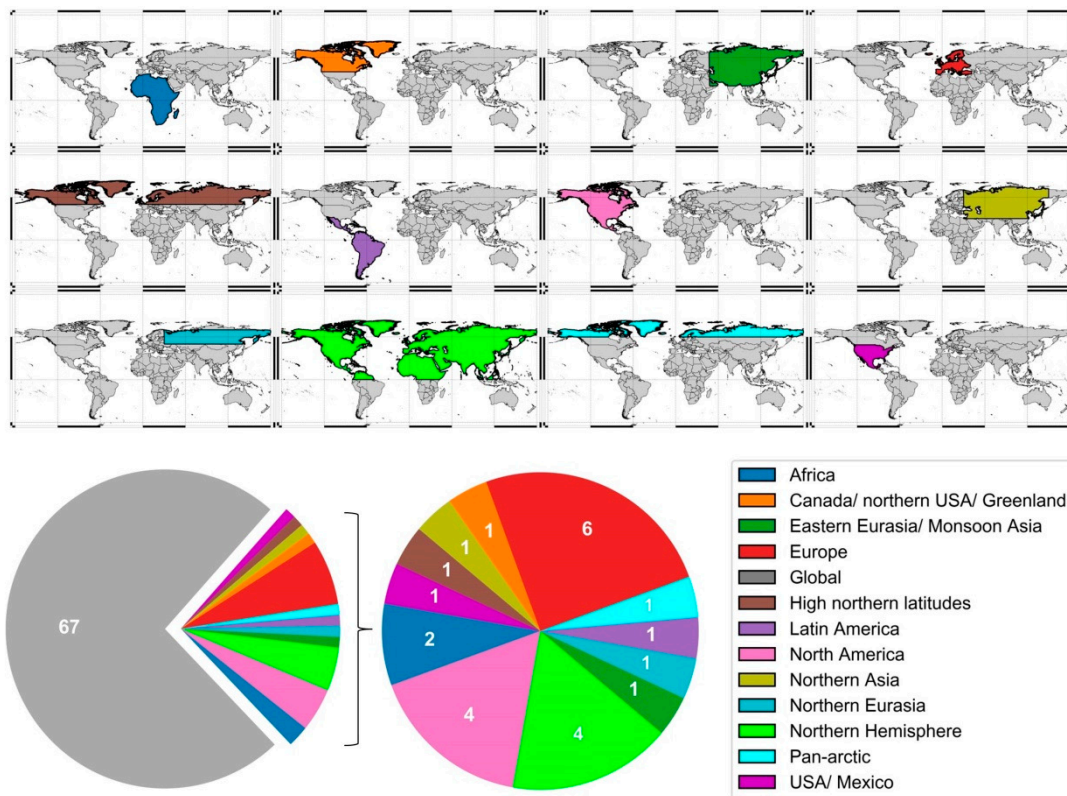 67
6
1
1
1
1
4
4
2
1
1
1
1
Africa
Canada/ northern USA/ Greenland
Eastern Eurasia/ Monsoon Asia
Europe
Global
High northern latitudes
Latin America
North America
Northern Asia
Northern Eurasia
Northern Hemisphere
Pan-arctic
USA/ Mexico